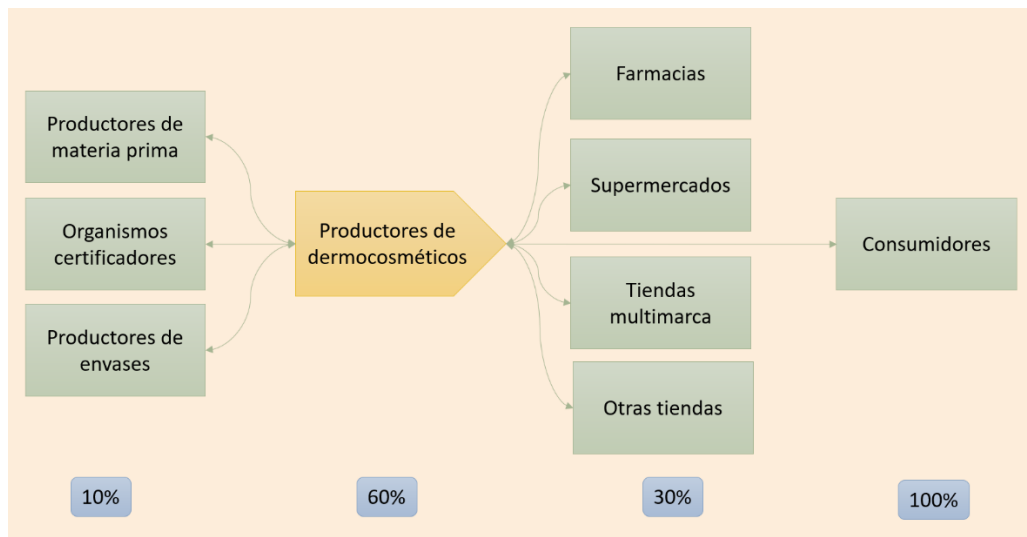 Productores de
materia prima
Organismos
certificadores
Productores de
envases
Productores de
dermocosméticos
Farmacias
Supermercados
Tiendas
multimarca
Otras tiendas
Consumidores
10%
60%
30%
100%